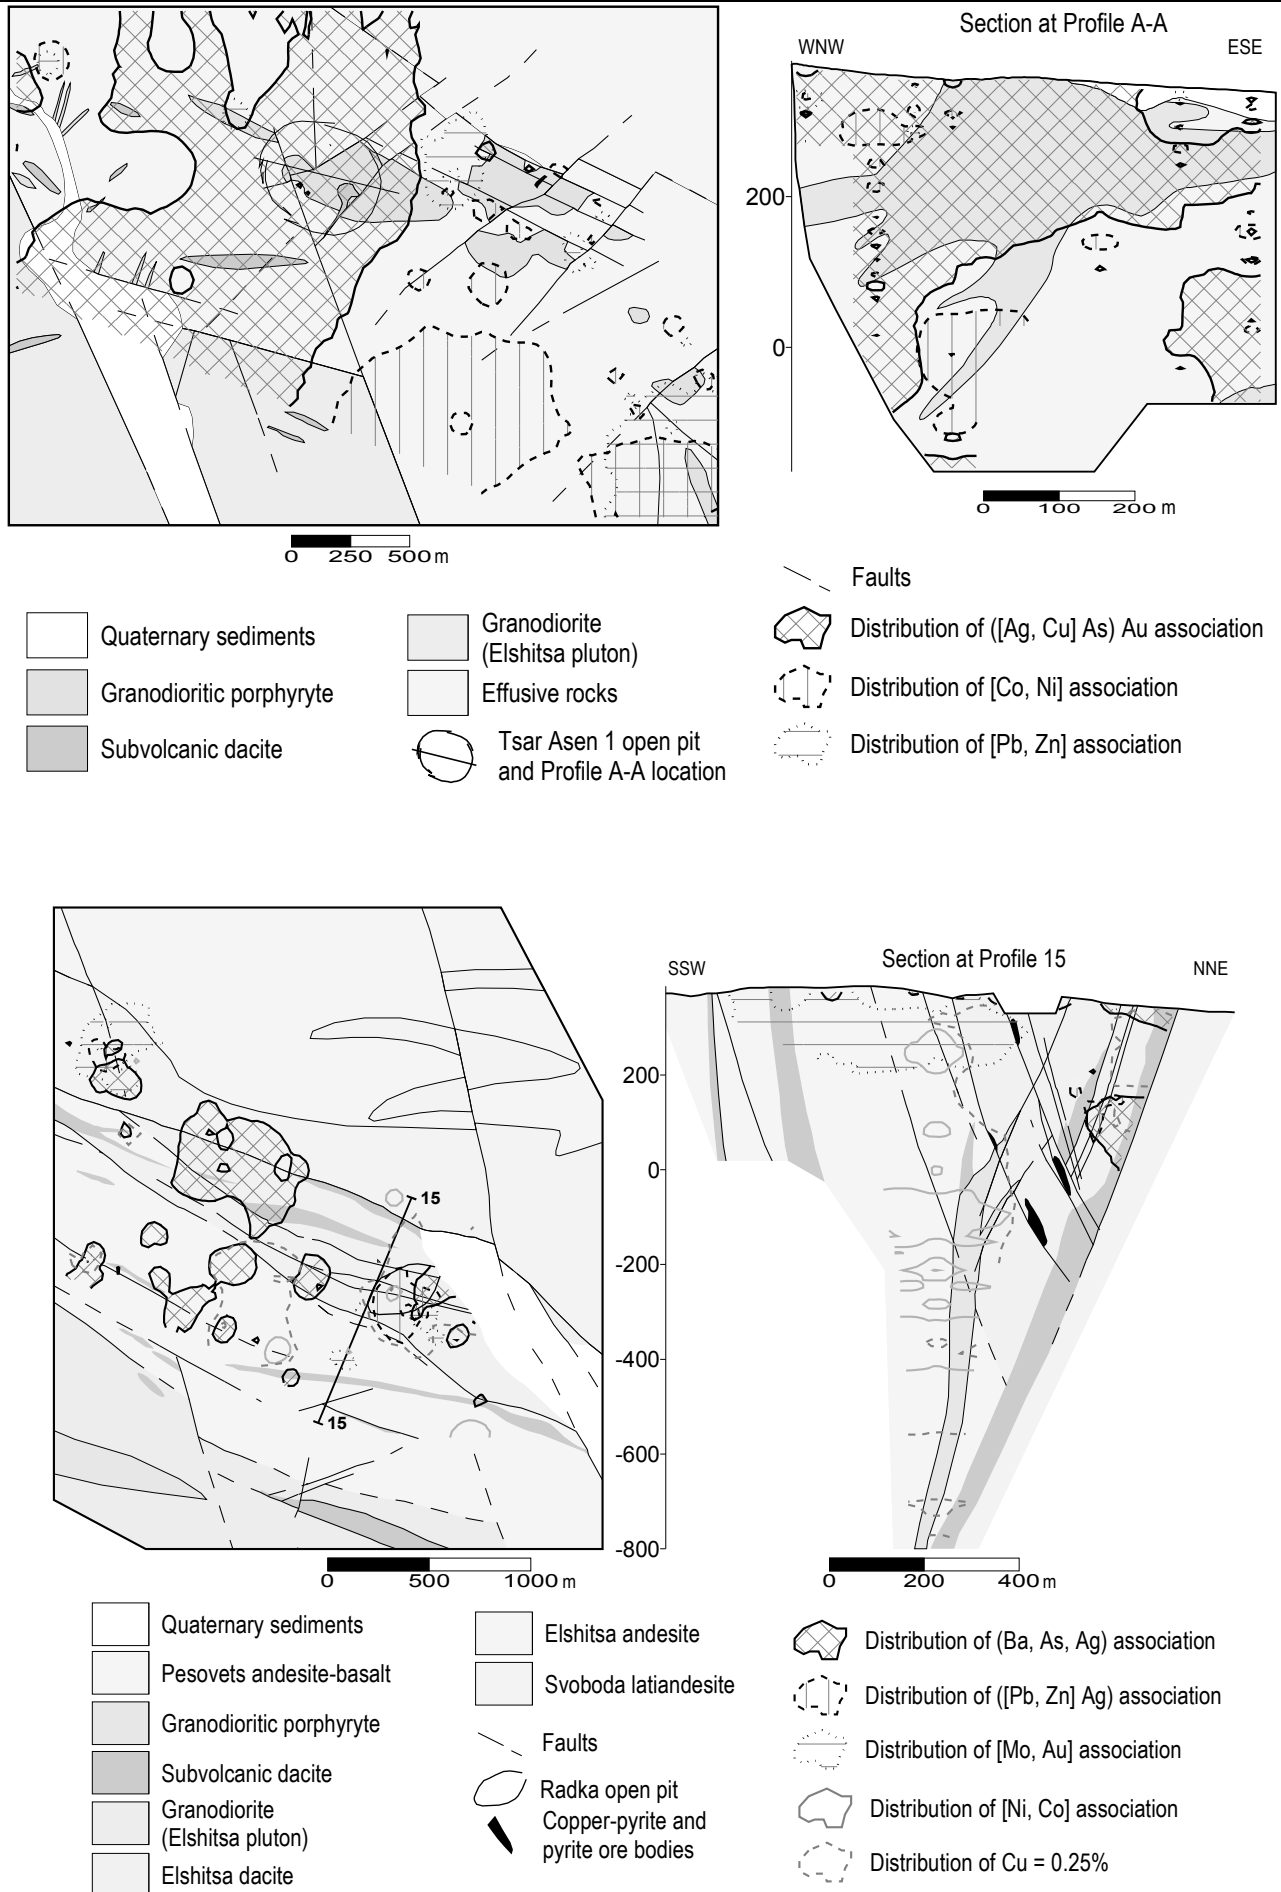 Section at Profile A-A
WNW
ESE
200
0
0 100 200 m
0 250 500 m
Quaternary sediments
Granodioritic porphyryte
Subvolcanic dacite
Granodiorite
(Elshitsa pluton)
Effusive rocks
Tsar Asen 1 open pit
and Profile A-A location
Faults
Distribution of ([Ag, Cu] As) Au association
Distribution of [Co, Ni] association
Distribution of [Pb, Zn] association
15
15
0 500 1000 m
Section at Profile 15
SSW
NNE
200
0
-200
-400
-600
-800
0 200 400 m
Quaternary sediments
Pesovets andesite-basalt
Granodioritic porphyryte
Subvolcanic dacite
Granodiorite
(Elshitsa pluton)
Elshitsa dacite
Elshitsa andesite
Svoboda latiandesite
Faults
Radka open pit
Copper-pyrite and
pyrite ore bodies
Distribution of (Ba, As, Ag) association
Distribution of ([Pb, Zn] Ag) association
Distribution of [Mo, Au] association
Distribution of [Ni, Co] association
Distribution of Cu = 0.25%